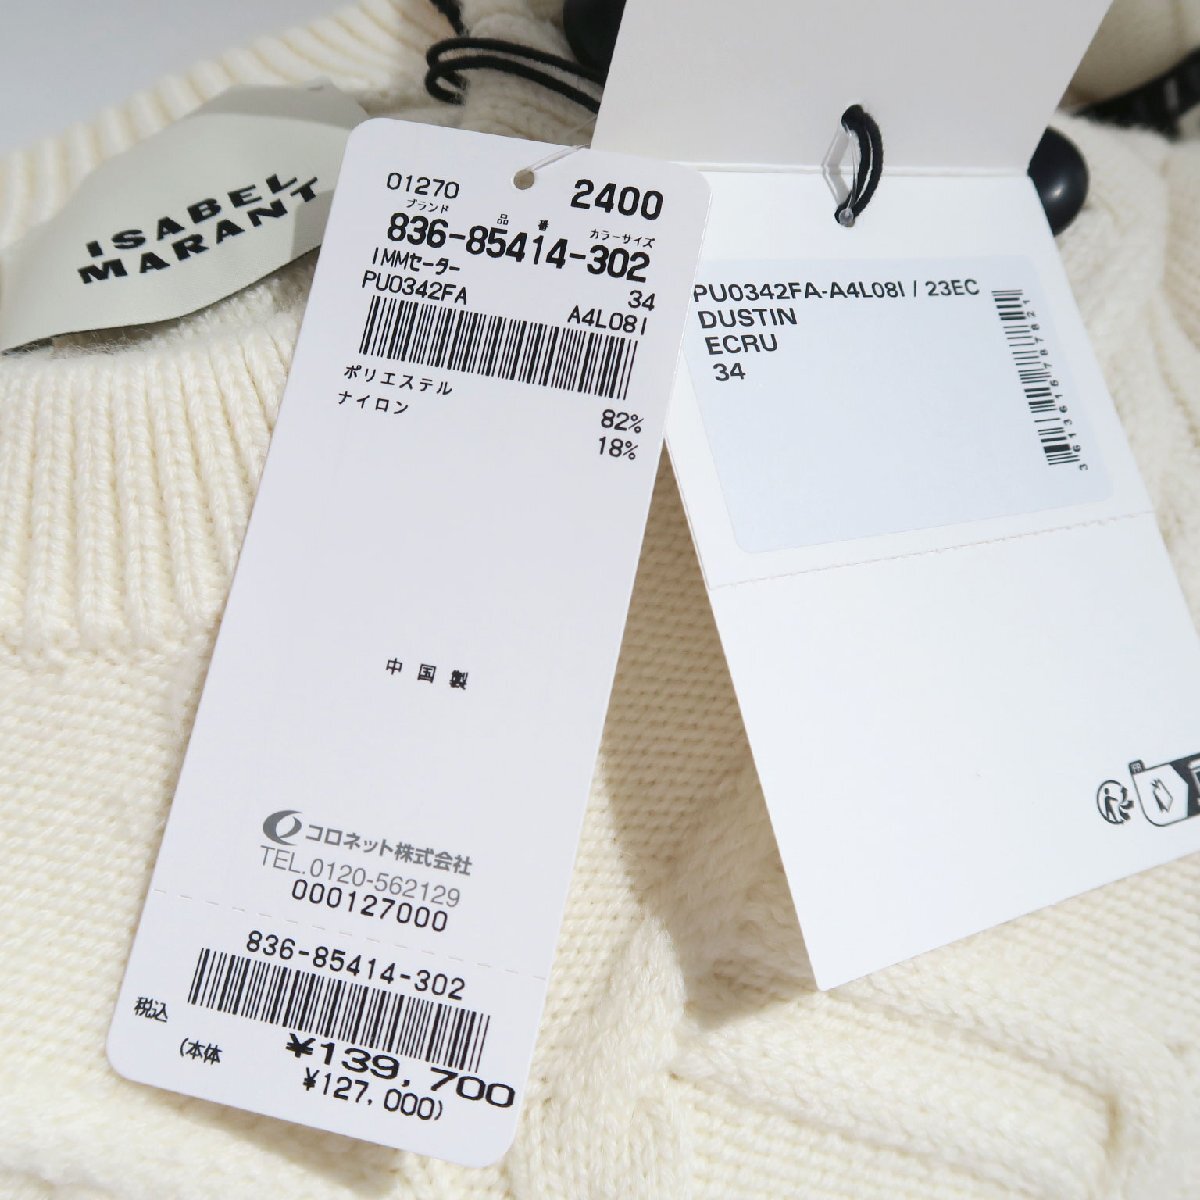 ISABEL
MARANT
01270
2400
ブランド 品番 カラーサイズ
836-85414-302
IMMセーター
34
PU0342FA
A4L08I
ポリエステル 82%
ナイロン 18%
中国製
コロネット株式会社
TEL.0120-562129
000127000
836-85414-302
税込 ¥139,700
(本体 ¥127,000)
PU0342FA-A4L08I / 23EC
DUSTIN
ECRU
34
3613616787821
FR